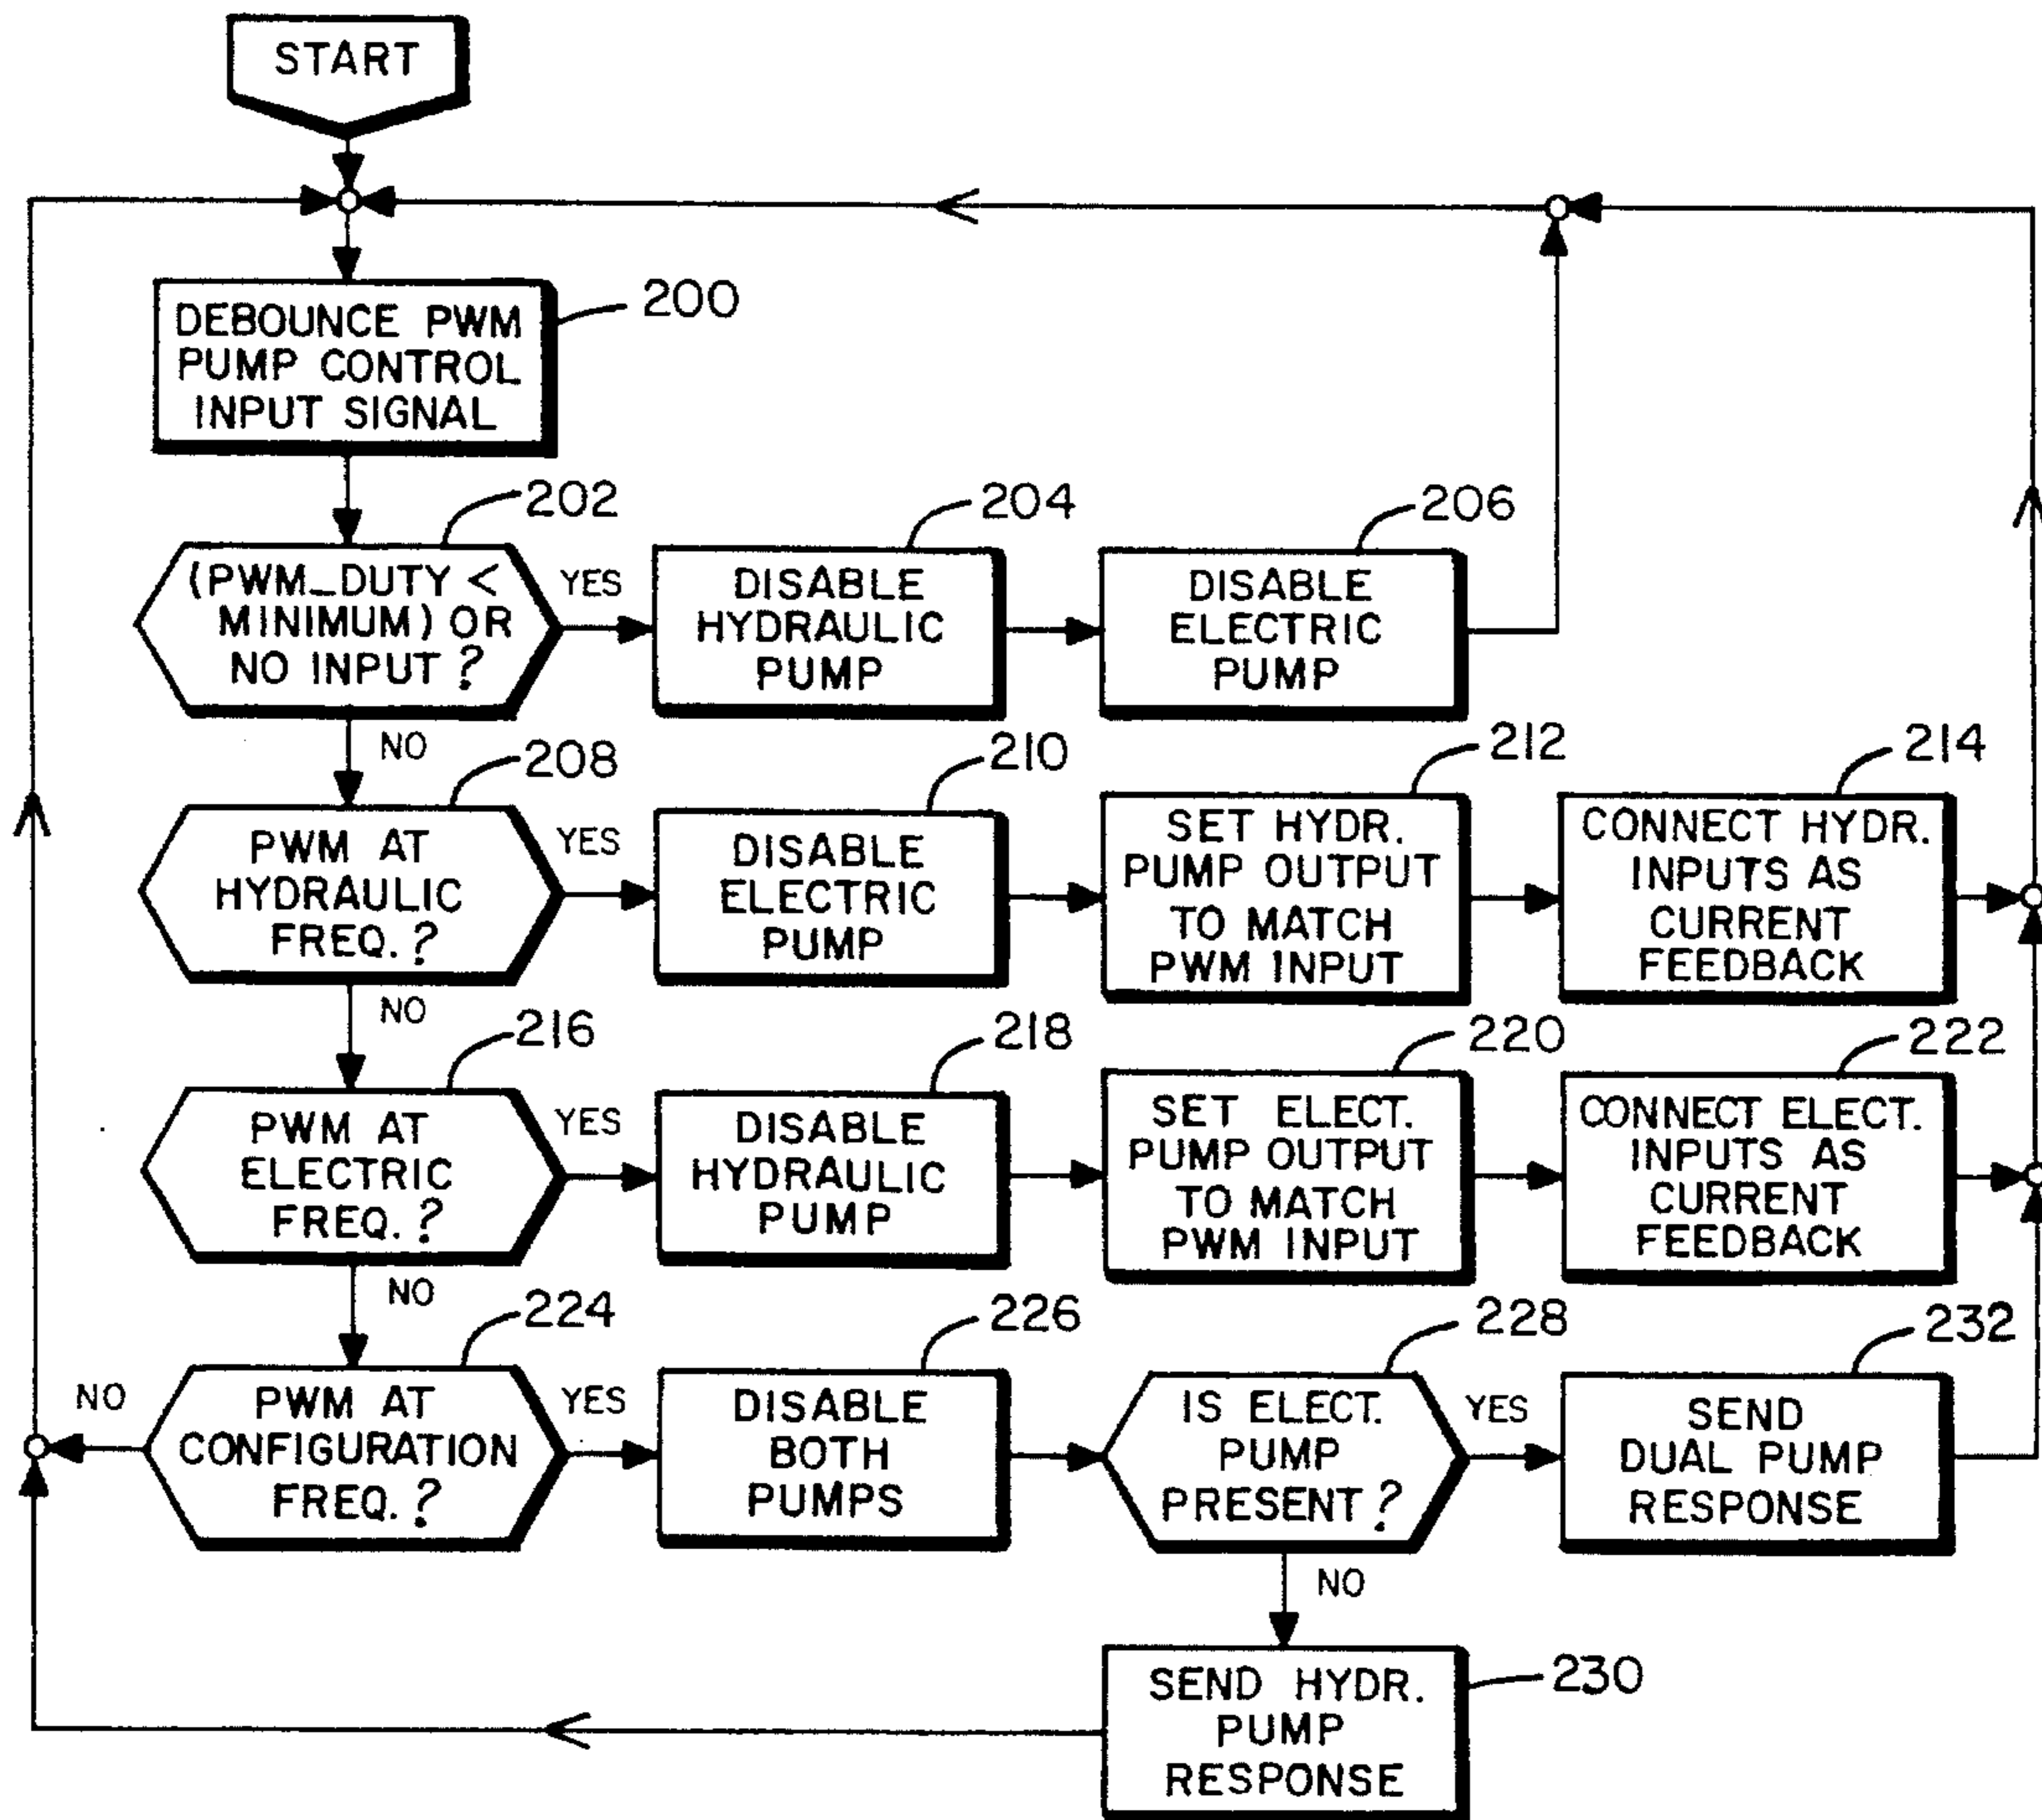 START
DEBOUNCE PWM
PUMP CONTROL
INPUT SIGNAL
200
202
(PWM_DUTY <
MINIMUM) OR
NO INPUT?
YES
204
DISABLE
HYDRAULIC
PUMP
206
DISABLE
ELECTRIC
PUMP
NO
208
PWM AT
HYDRAULIC
FREQ.?
YES
210
DISABLE
ELECTRIC
PUMP
212
SET HYDR.
PUMP OUTPUT
TO MATCH
PWM INPUT
214
CONNECT HYDR.
INPUTS AS
CURRENT
FEEDBACK
NO
216
PWM AT
ELECTRIC
FREQ.?
YES
218
DISABLE
HYDRAULIC
PUMP
220
SET ELECT.
PUMP OUTPUT
TO MATCH
PWM INPUT
222
CONNECT ELECT.
INPUTS AS
CURRENT
FEEDBACK
NO
224
NO
PWM AT
CONFIGURATION
FREQ.?
YES
226
DISABLE
BOTH
PUMPS
228
IS ELECT.
PUMP
PRESENT?
YES
232
SEND
DUAL PUMP
RESPONSE
NO
SEND HYDR.
PUMP
RESPONSE
230